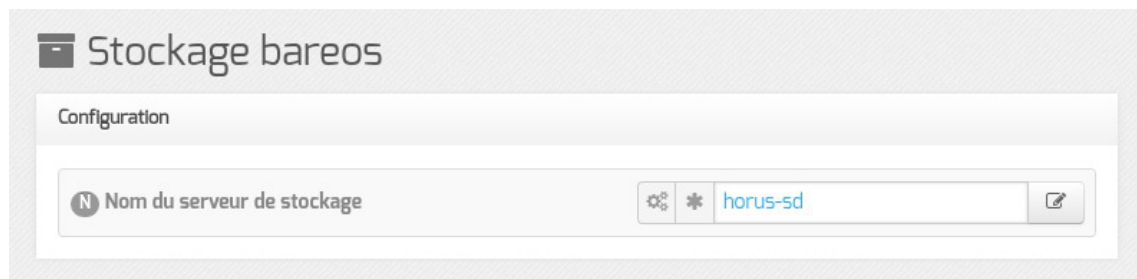 Stockage bareos
Configuration
N Nom du serveur de stockage horus-sd